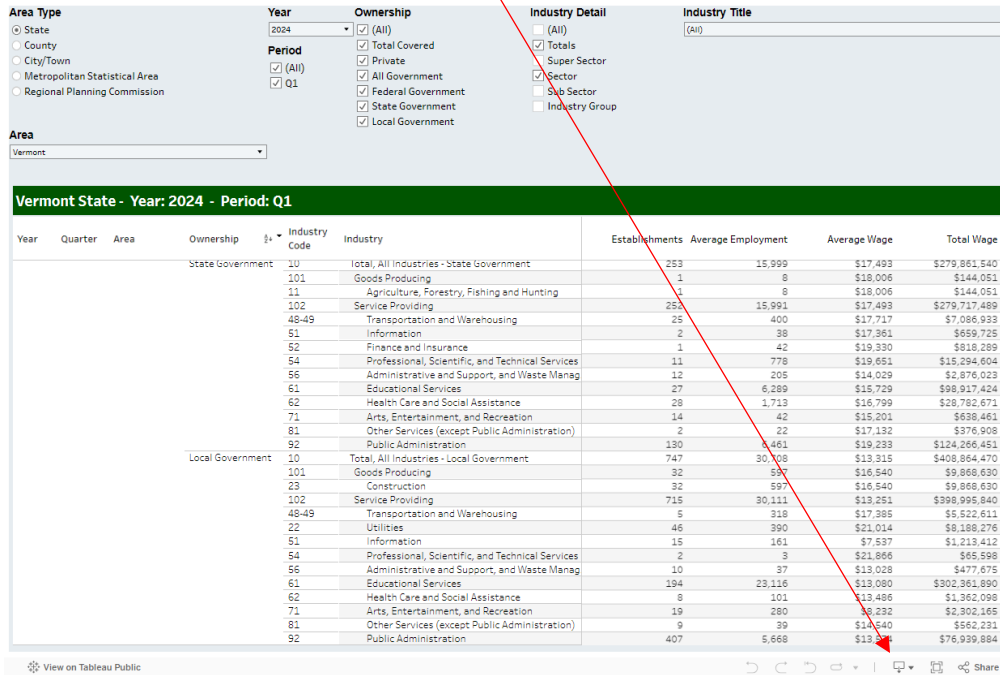 Area Type Year Ownership Industry Detail Industry Title
State 2024 (All) (All) (All)
County Total Covered Totals
City/Town Period Private Super Sector
Metropolitan Statistical Area (All) All Government Sector
Regional Planning Commission Q1 Federal Government Sub Sector
State Government Industry Group
Local Government
Area
Vermont
Vermont State - Year: 2024 - Period: Q1
Year Quarter Area Ownership Industry Code Industry Establishments Average Employment Average Wage Total Wage
State Government 10 Total, All Industries - State Government 253 15,999 $17,493 $279,861,540
101 Goods Producing 1 8 $18,006 $144,051
11 Agriculture, Forestry, Fishing and Hunting 1 8 $18,006 $144,051
102 Service Providing 252 15,991 $17,493 $279,717,489
48-49 Transportation and Warehousing 25 400 $17,717 $7,086,933
51 Information 2 38 $17,361 $659,725
52 Finance and Insurance 1 42 $19,330 $818,289
54 Professional, Scientific, and Technical Services 11 778 $19,651 $15,294,604
56 Administrative and Support, and Waste Manag 12 205 $14,029 $2,876,023
61 Educational Services 27 6,289 $15,729 $98,917,424
62 Health Care and Social Assistance 28 1,713 $16,799 $28,782,671
71 Arts, Entertainment, and Recreation 14 42 $15,201 $638,461
81 Other Services (except Public Administration) 2 22 $17,132 $376,908
92 Public Administration 130 6,461 $19,233 $124,266,451
Local Government 10 Total, All Industries - Local Government 747 30,708 $13,315 $408,864,470
101 Goods Producing 32 597 $16,540 $9,868,630
23 Construction 32 597 $16,540 $9,868,630
102 Service Providing 715 30,111 $13,251 $398,995,840
48-49 Transportation and Warehousing 5 318 $17,385 $5,522,611
22 Utilities 46 390 $21,014 $8,188,276
51 Information 15 161 $7,537 $1,213,412
54 Professional, Scientific, and Technical Services 2 3 $21,866 $65,598
56 Administrative and Support, and Waste Manag 10 37 $13,028 $477,675
61 Educational Services 194 23,116 $13,080 $302,361,890
62 Health Care and Social Assistance 8 101 $13,486 $1,362,098
71 Arts, Entertainment, and Recreation 19 280 $8,232 $2,302,165
81 Other Services (except Public Administration) 9 39 $14,540 $562,231
92 Public Administration 407 5,668 $76,939,884
View on Tableau Public Share